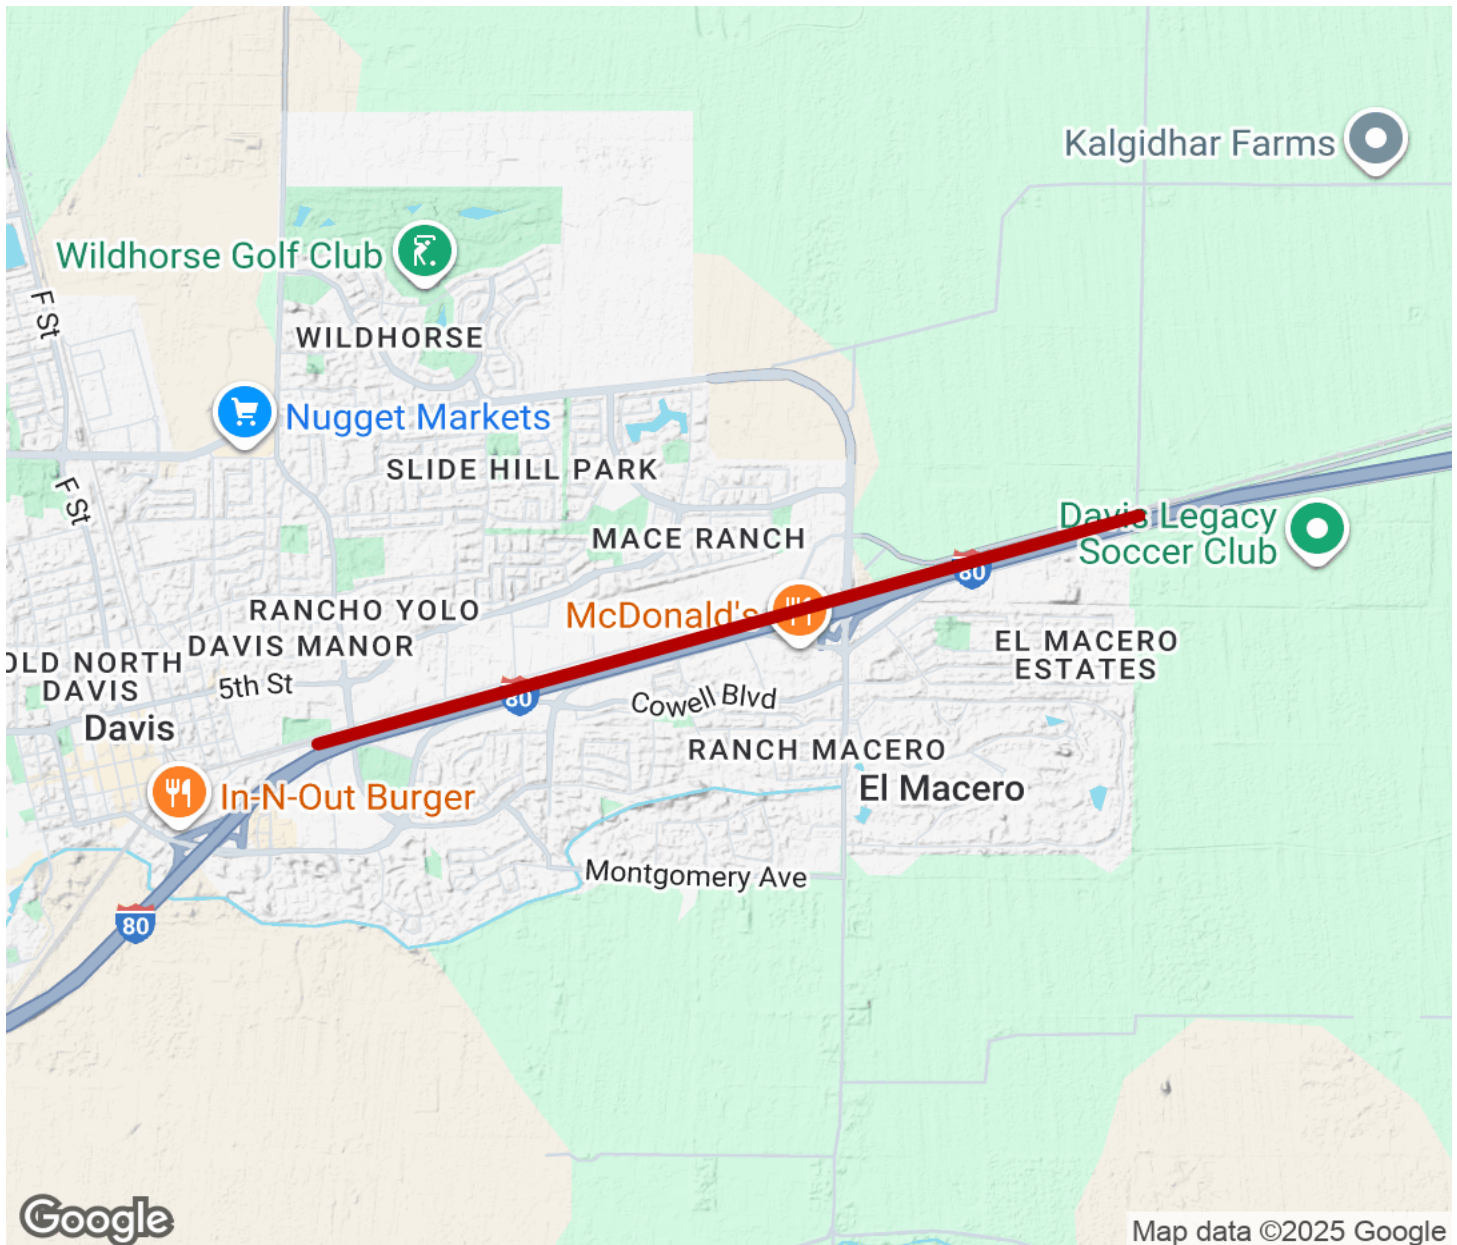 Kalgidhar Farms
Wildhorse Golf Club
F St
WILDHORSE
Nugget Markets
SLIDE HILL PARK
F St
Davis Legacy
Soccer Club
MACE RANCH
80
RANCHO YOLO
McDonald's
DAVIS MANOR
EL MACERO
ESTATES
OLD NORTH
DAVIS
5th St
80
Cowell Blvd
Davis
RANCH MACERO
El Macero
In-N-Out Burger
Montgomery Ave
80
Google
Map data ©2025 Google